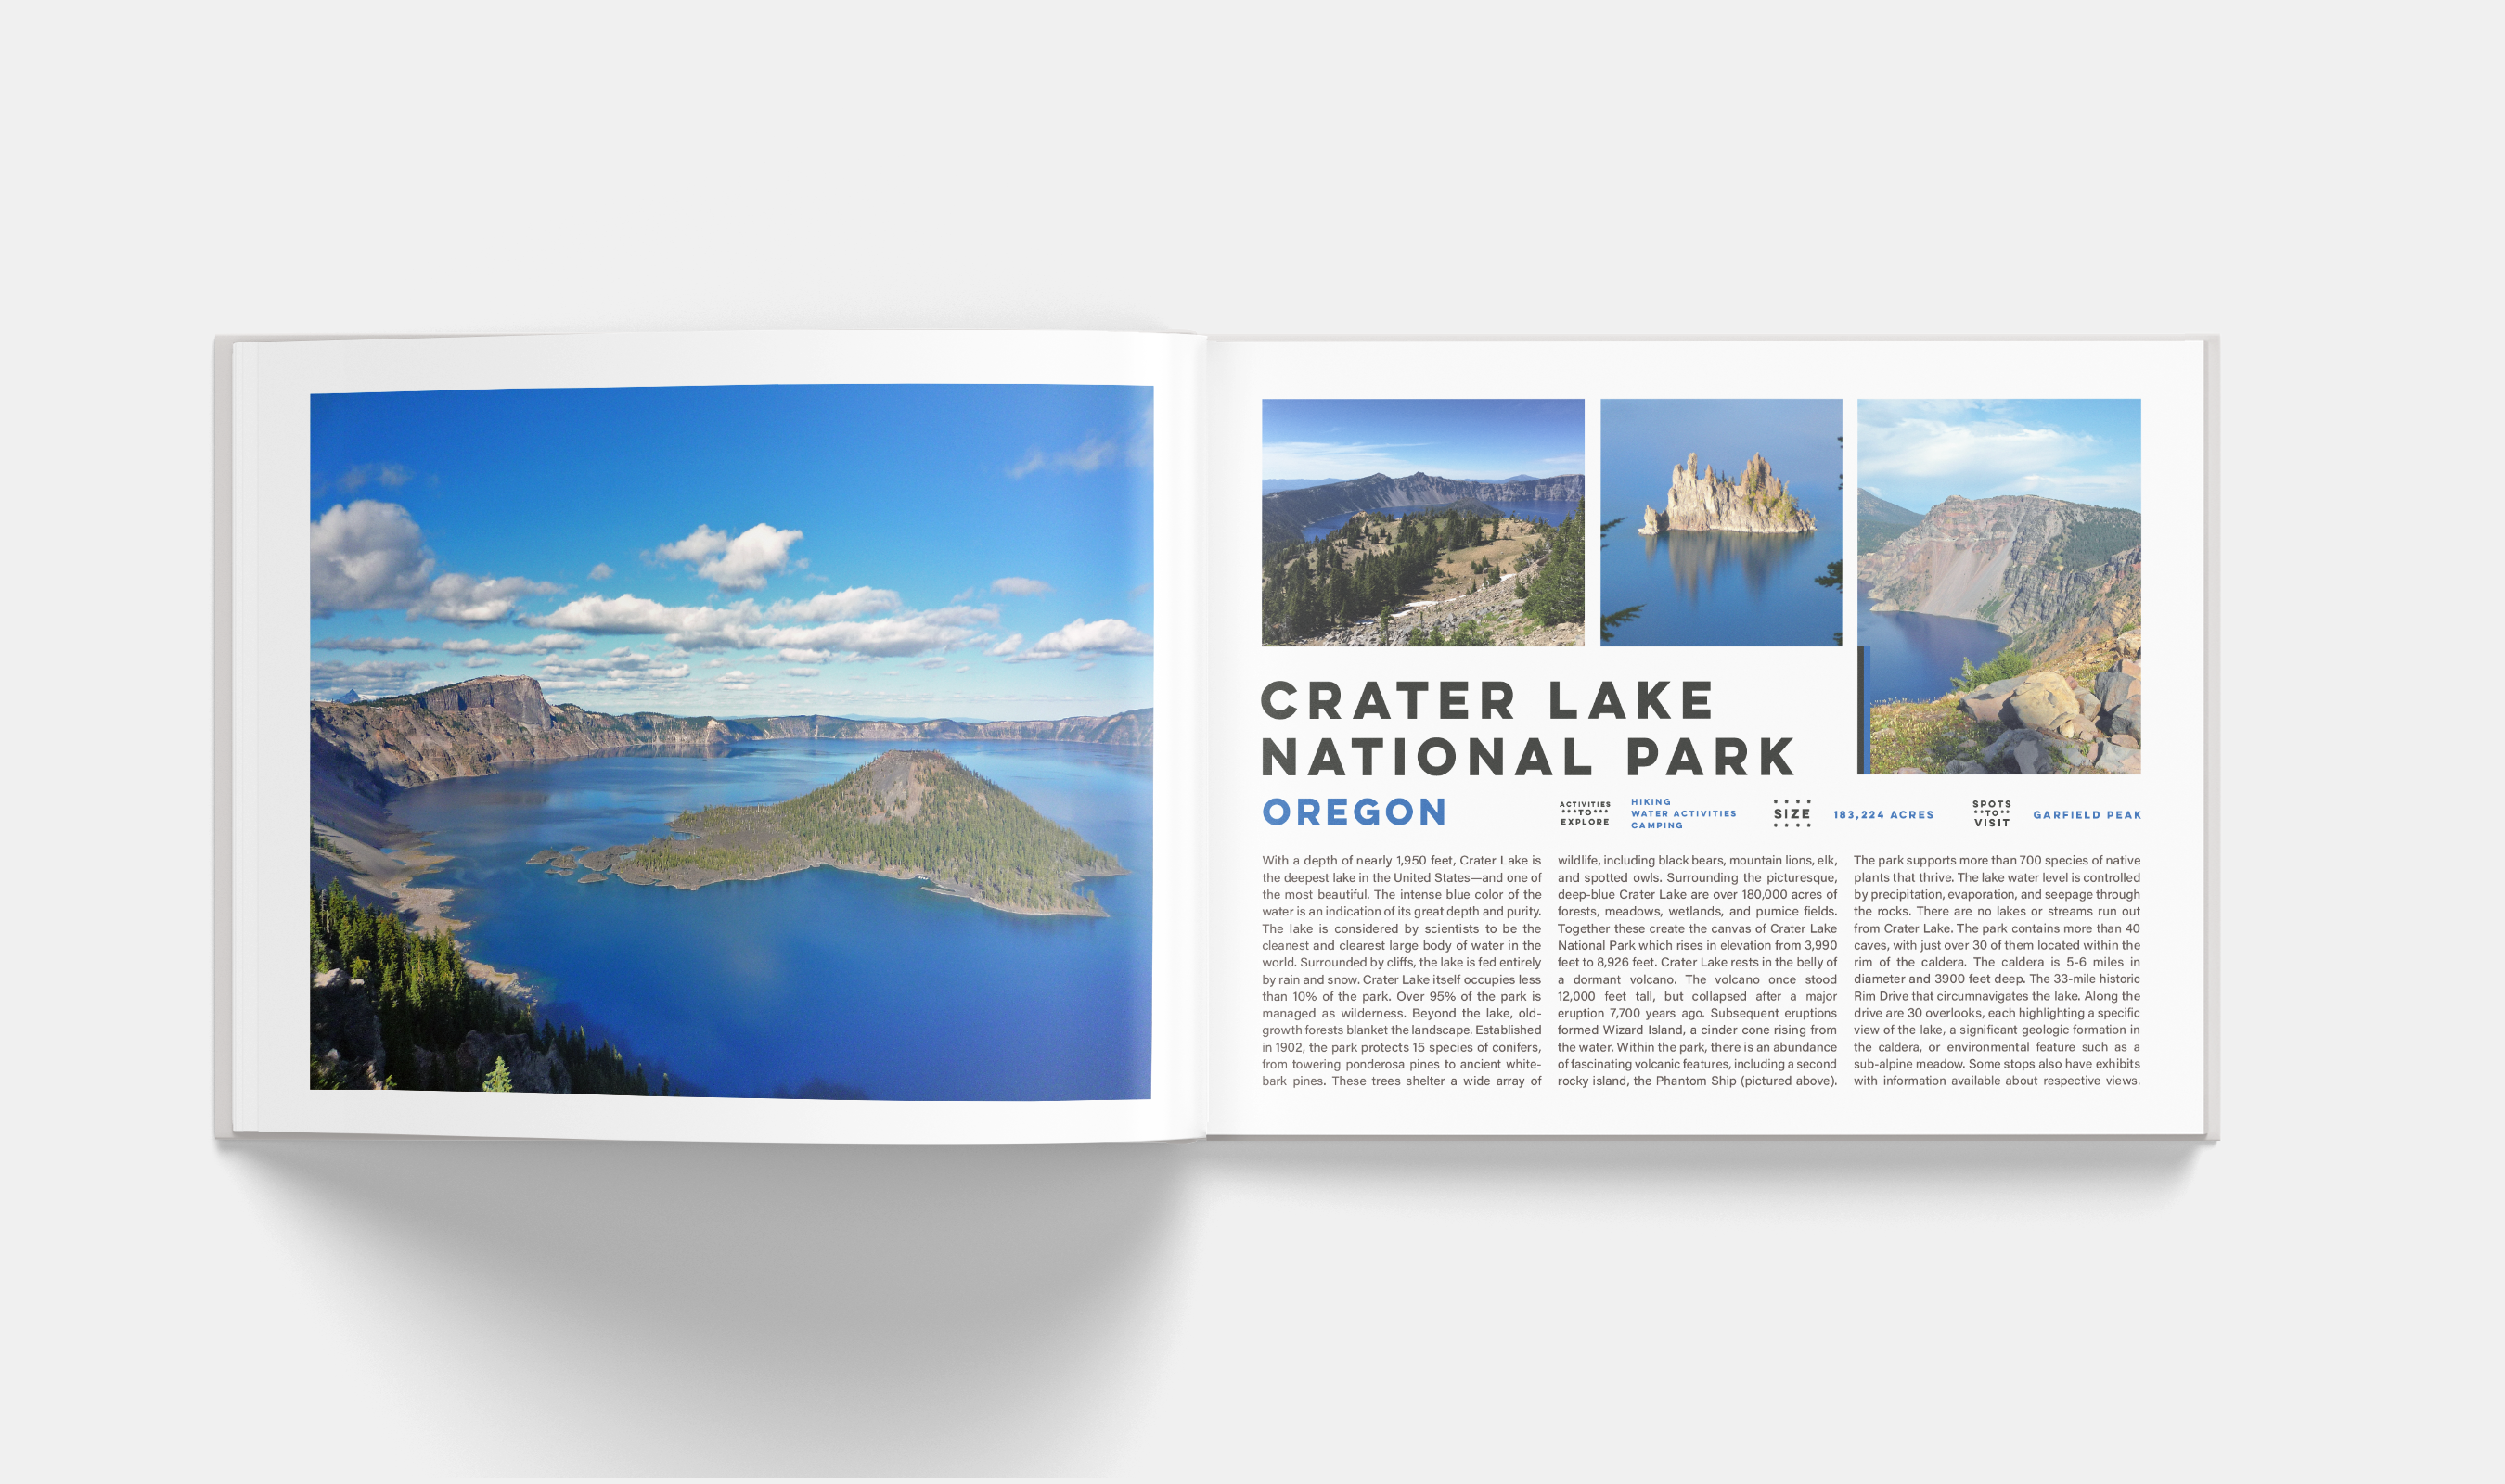 CRATER LAKE
NATIONAL PARK
OREGON
ACTIVITIES
TO
EXPLORE
HIKING
WATER ACTIVITIES
CAMPING
SIZE
183,224 ACRES
SPOTS
TO
VISIT
GARFIELD PEAK
With a depth of nearly 1,950 feet, Crater Lake is
the deepest lake in the United States—and one of
the most beautiful. The intense blue color of the
water is an indication of its great depth and purity.
The lake is considered by scientists to be the
cleanest and clearest large body of water in the
world. Surrounded by cliffs, the lake is fed entirely
by rain and snow. Crater Lake itself occupies less
than 10% of the park. Over 95% of the park is
managed as wilderness. Beyond the lake, old-
growth forests blanket the landscape. Established
in 1902, the park protects 15 species of conifers,
from towering ponderosa pines to ancient white-
bark pines. These trees shelter a wide array of
wildlife, including black bears, mountain lions, elk,
and spotted owls. Surrounding the picturesque,
deep-blue Crater Lake are over 180,000 acres of
forests, meadows, wetlands, and pumice fields.
Together these create the canvas of Crater Lake
National Park which rises in elevation from 3,990
feet to 8,926 feet. Crater Lake rests in the belly of
a dormant volcano. The volcano once stood
12,000 feet tall, but collapsed after a major
eruption 7,700 years ago. Subsequent eruptions
formed Wizard Island, a cinder cone rising from
the water. Within the park, there is an abundance
of fascinating volcanic features, including a second
rocky island, the Phantom Ship (pictured above).
The park supports more than 700 species of native
plants that thrive. The lake water level is controlled
by precipitation, evaporation, and seepage through
the rocks. There are no lakes or streams run out
from Crater Lake. The park contains more than 40
caves, with just over 30 of them located within the
rim of the caldera. The caldera is 5-6 miles in
diameter and 3900 feet deep. The 33-mile historic
Rim Drive that circumnavigates the lake. Along the
drive are 30 overlooks, each highlighting a specific
view of the lake, a significant geologic formation in
the caldera, or environmental feature such as a
sub-alpine meadow. Some stops also have exhibits
with information available about respective views.